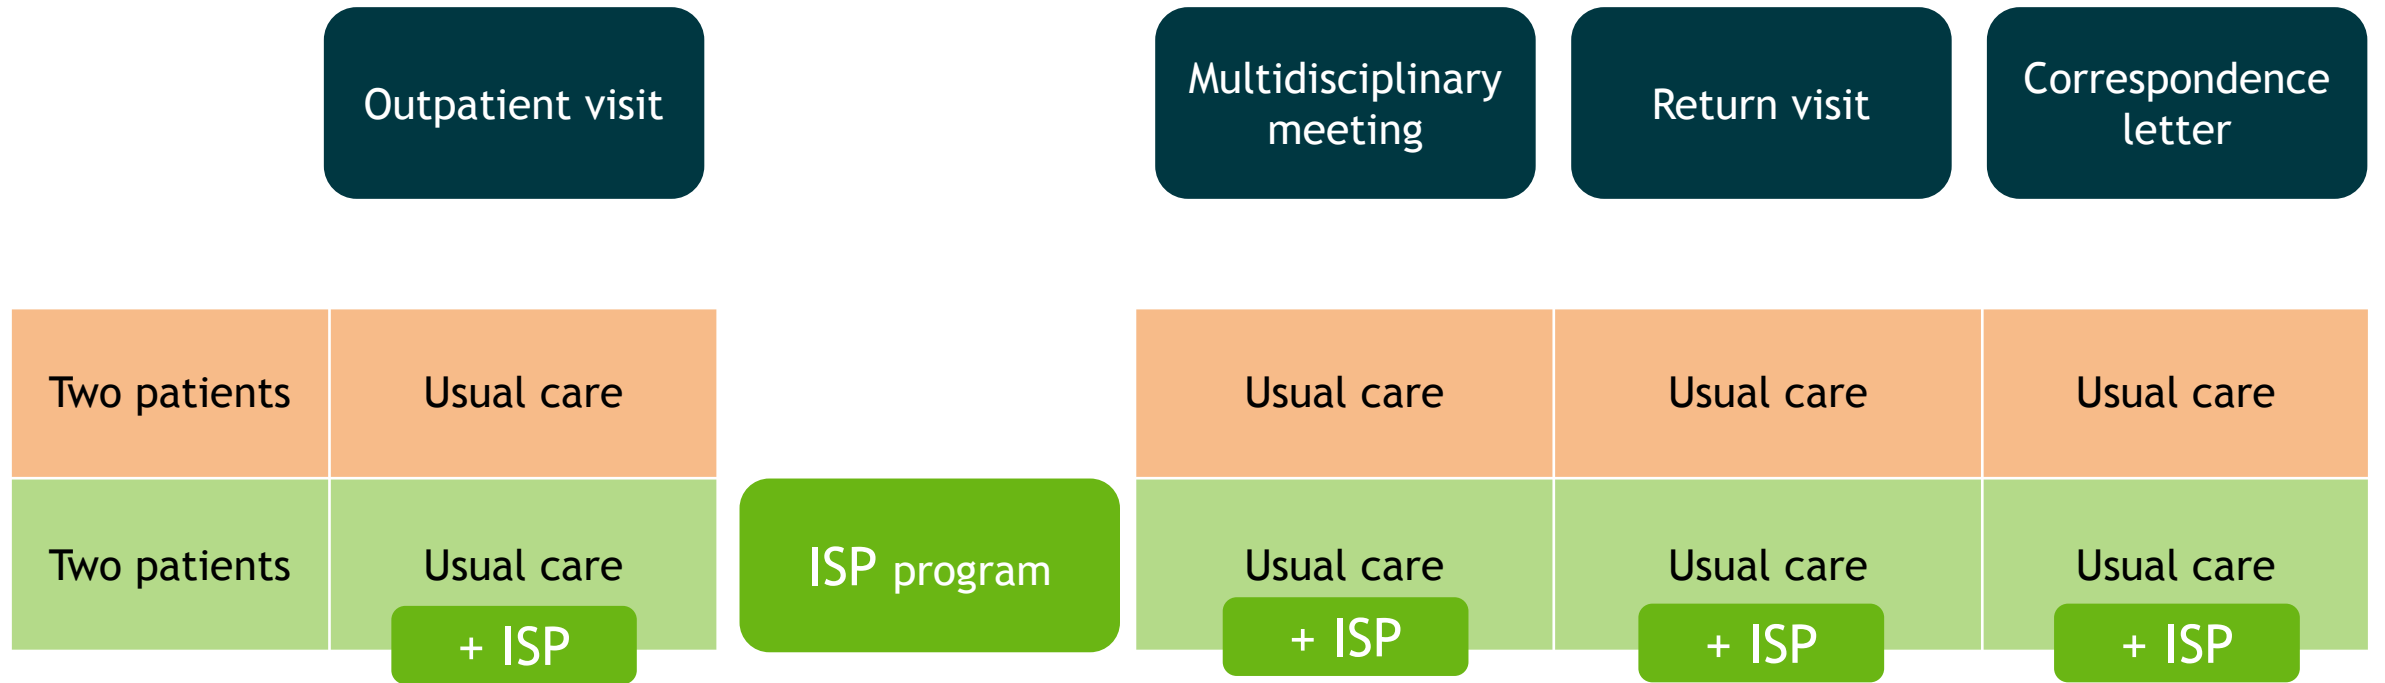 Outpatient visit
Multidisciplinary
meeting
Return visit
Correspondence
letter
Two patients
Usual care
Usual care
Usual care
Usual care
Two patients
Usual care
+ ISP
ISP program
Usual care
+ ISP
Usual care
+ ISP
Usual care
+ ISP